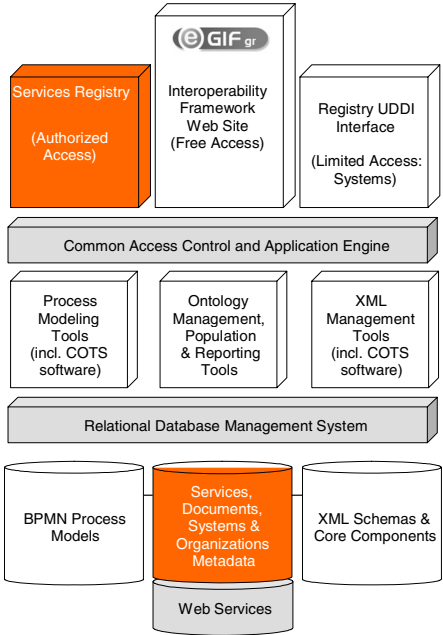 Services Registry
(Authorized
Access)
e GIF gr
Interoperability
Framework
Web Site
(Free Access)
Registry UDDI
Interface
(Limited Access:
Systems)
Common Access Control and Application Engine
Process
Modeling
Tools
(incl. COTS
software)
Ontology
Management,
Population
& Reporting
Tools
XML
Management
Tools
(incl. COTS
software)
Relational Database Management System
BPMN Process
Models
Services,
Documents,
Systems &
Organizations
Metadata
XML Schemas &
Core Components
Web Services